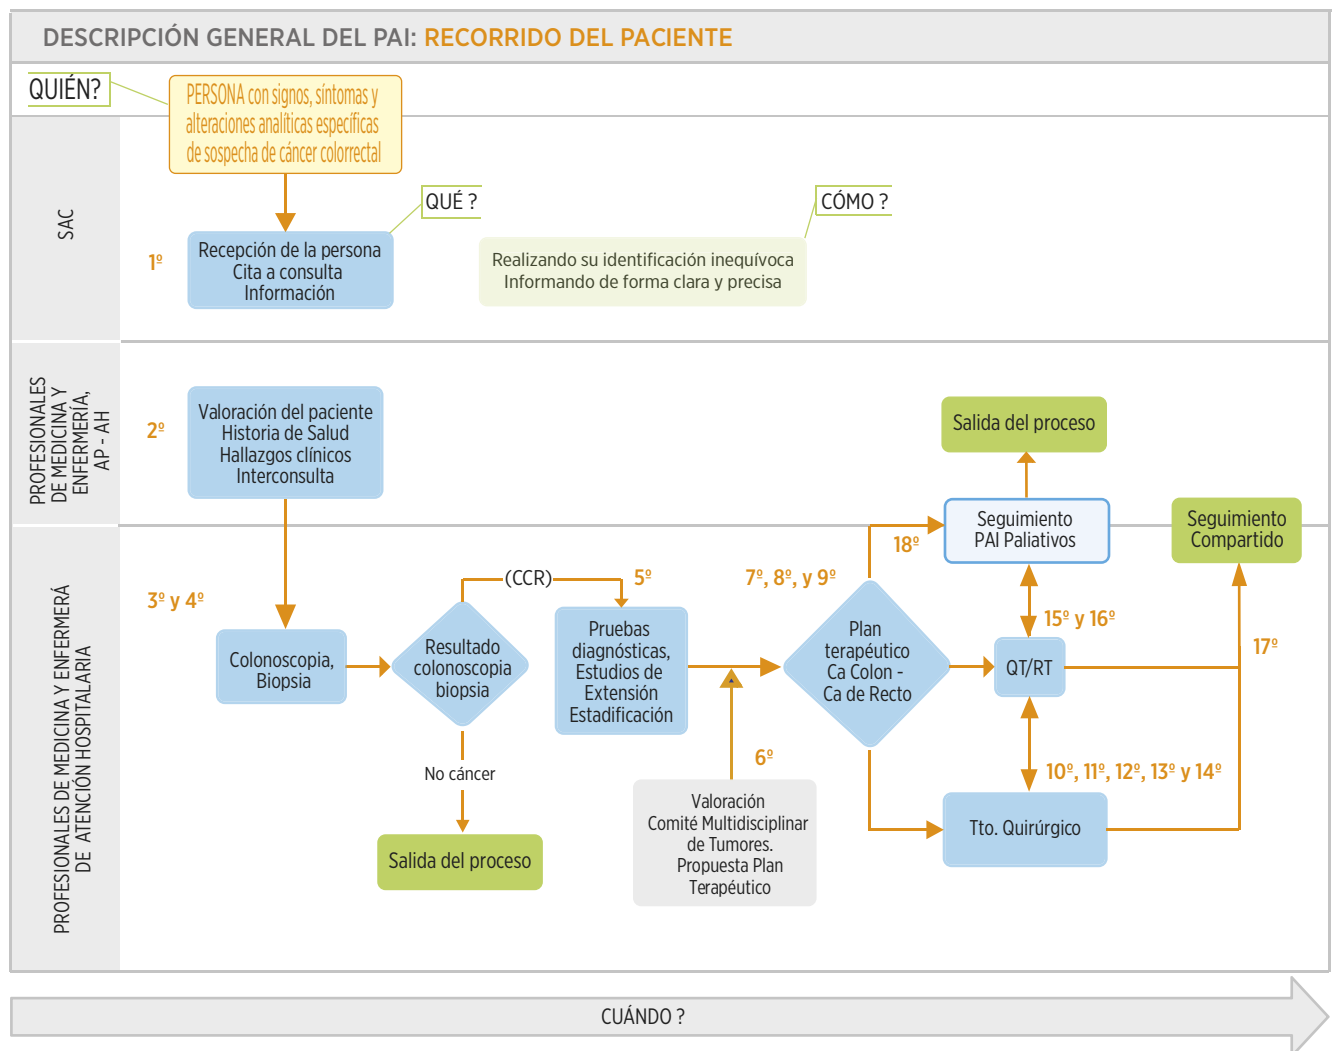 DESCRIPCIÓN GENERAL DEL PAI: RECORRIDO DEL PACIENTE
QUIÉN?
PERSONA con signos, síntomas y
alteraciones analíticas específicas
de sospecha de cáncer colorrectal
SAC
QUÉ ?
CÓMO ?
1º
Recepción de la persona
Cita a consulta
Información
Realizando su identificación inequívoca
Informando de forma clara y precisa
PROFESIONALES
DE MEDICINA Y
ENFERMERÍA,
AP - AH
2º
Valoración del paciente
Historia de Salud
Hallazgos clínicos
Interconsulta
Salida del proceso
Seguimiento
PAI Paliativos
Seguimiento
Compartido
PROFESIONALES DE MEDICINA Y ENFERMERÁ
DE ATENCIÓN HOSPITALARIA
3º y 4º
Colonoscopia,
Biopsia
Resultado
colonoscopia
biopsia
(CCR)
5º
No cáncer
Salida del proceso
Pruebas
diagnósticas,
Estudios de
Extensión
Estadificación
6º
Valoración
Comité Multidisciplinar
de Tumores.
Propuesta Plan
Terapéutico
7º, 8º, y 9º
Plan
terapéutico
Ca Colon -
Ca de Recto
18º
15º y 16º
QT/RT
17º
10º, 11º, 12º, 13º y 14º
Tto. Quirúrgico
CUÁNDO ?